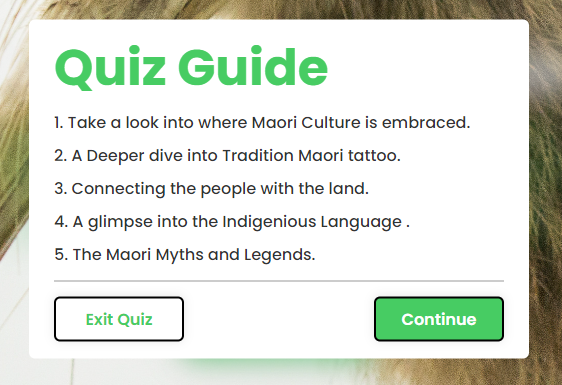 Quiz Guide
1. Take a look into where Maori Culture is embraced.
2. A Deeper dive into Tradition Maori tattoo.
3. Connecting the people with the land.
4. A glimpse into the Indigenious Language .
5. The Maori Myths and Legends.
Exit Quiz
Continue